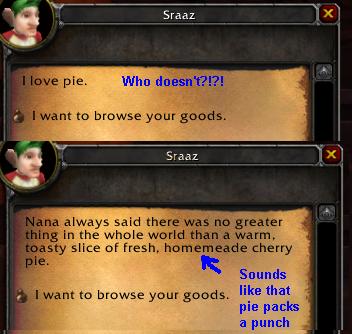 Sraaz
I love pie.
Who doesn't?!?!
I want to browse your goods.
Sraaz
Nana always said there was no greater
thing in the whole world than a warm,
toasty slice of fresh, homemeade cherry
pie.
I want to browse your goods.
Sounds
like that
pie packs
a punch